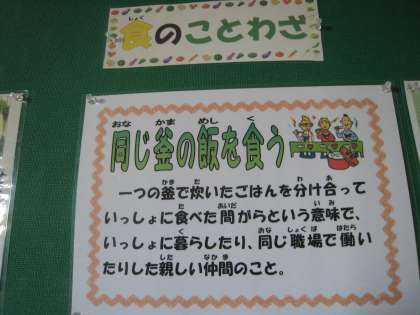 食のことわざ
同じ釜の飯を食う
一つの釜で炊いたごはんを分け合って
いっしょに食べた間がらという意味で、
いっしょに暮らしたり、同じ職場で働い
たりした親しい仲間のこと。